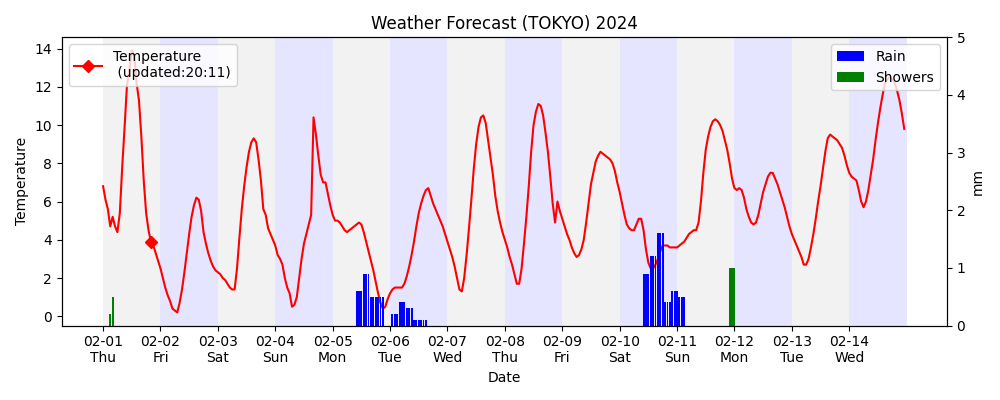 Weather Forecast (TOKYO) 2024
Temperature
(updated:20:11)
Rain
Showers
14
12
10
8
6
4
2
0
Temperature
5
4
3
2
1
0
mm
02-01 02-02 02-03 02-04 02-05 02-06 02-07 02-08 02-09 02-10 02-11 02-12 02-13 02-14
Thu Fri Sat Sun Mon Tue Wed Thu Fri Sat Sun Mon Tue Wed
Date